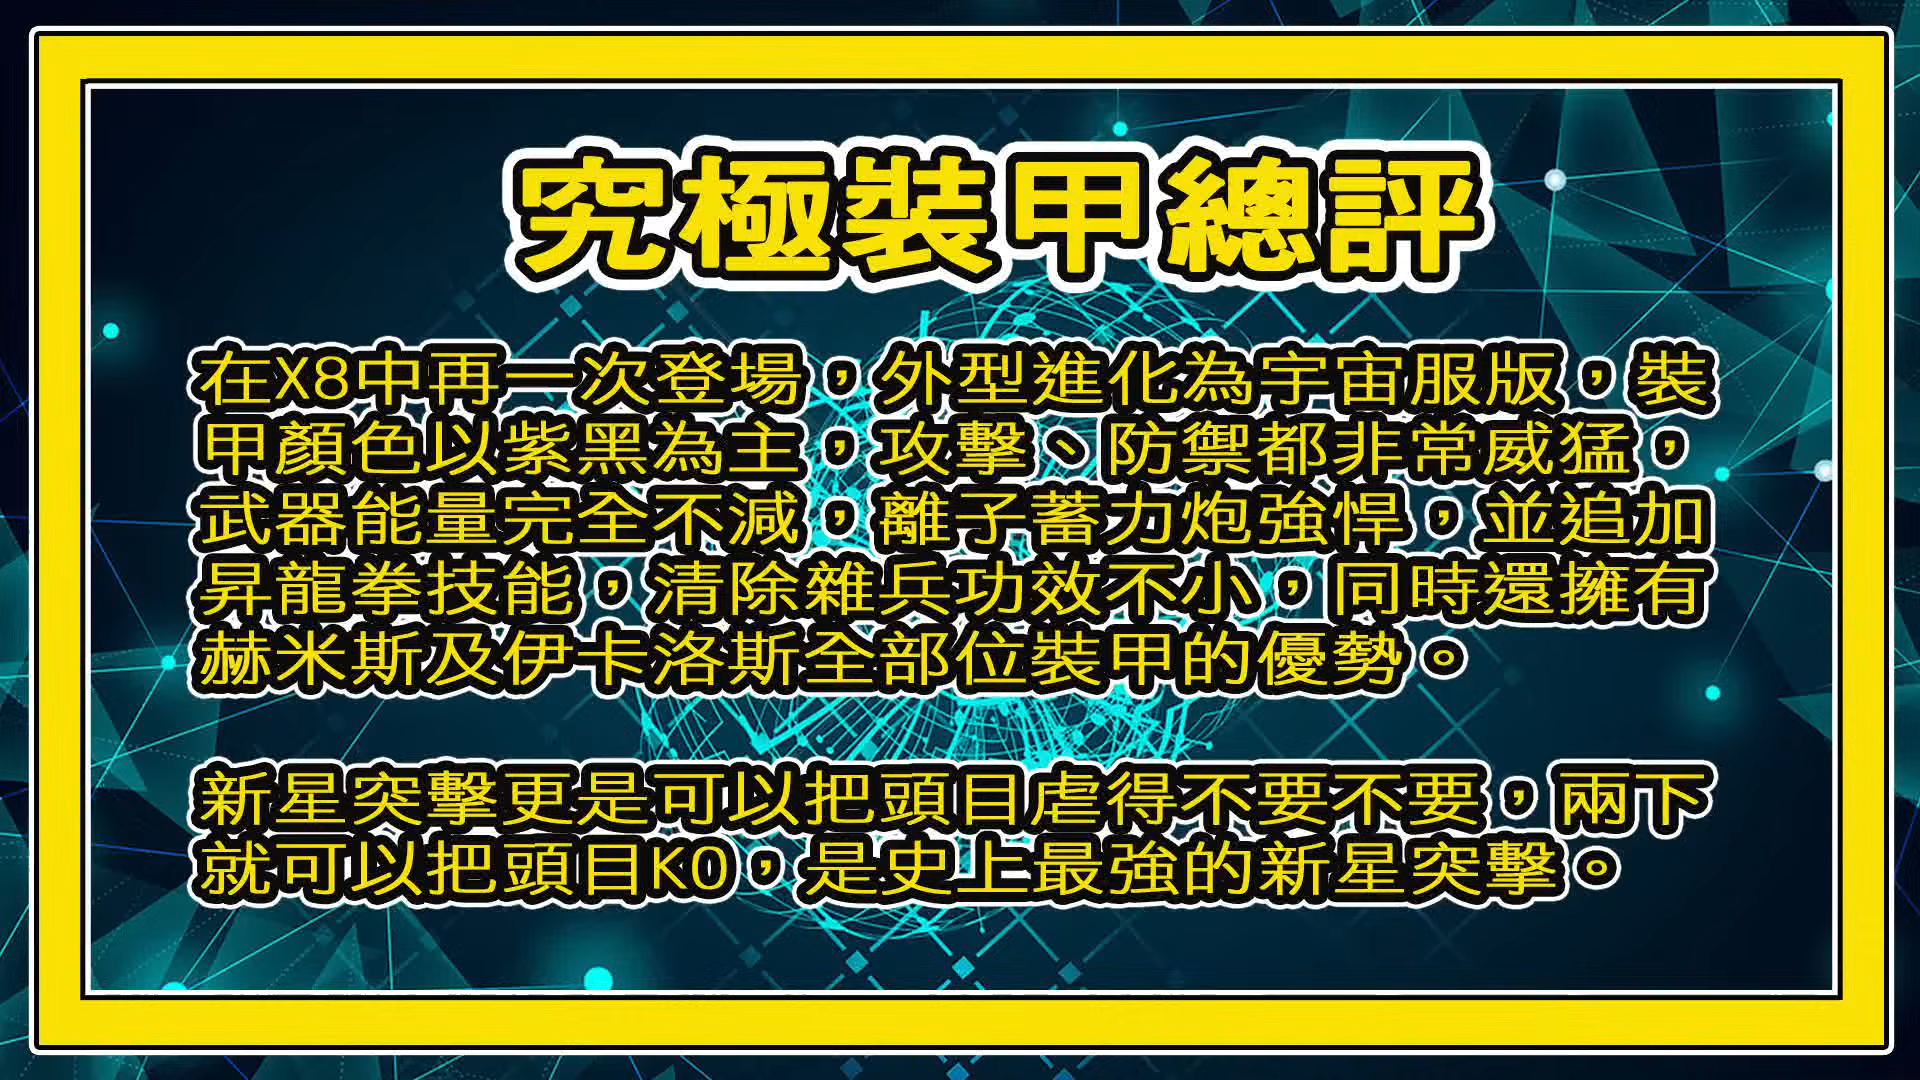 究極裝甲總評
在X8中再一次登場，外型進化為宇宙服版，裝
甲顏色以紫黑為主，攻擊、防禦都非常威猛，
武器能量完全不減，離子蓄力炮強悍，並追加
昇龍拳技能，清除雜兵功效不小，同時還擁有
赫米斯及伊卡洛斯全部位裝甲的優勢。
新星突擊更是可以把頭目虐得不要不要，兩下
就可以把頭目KO，是史上最強的新星突擊。